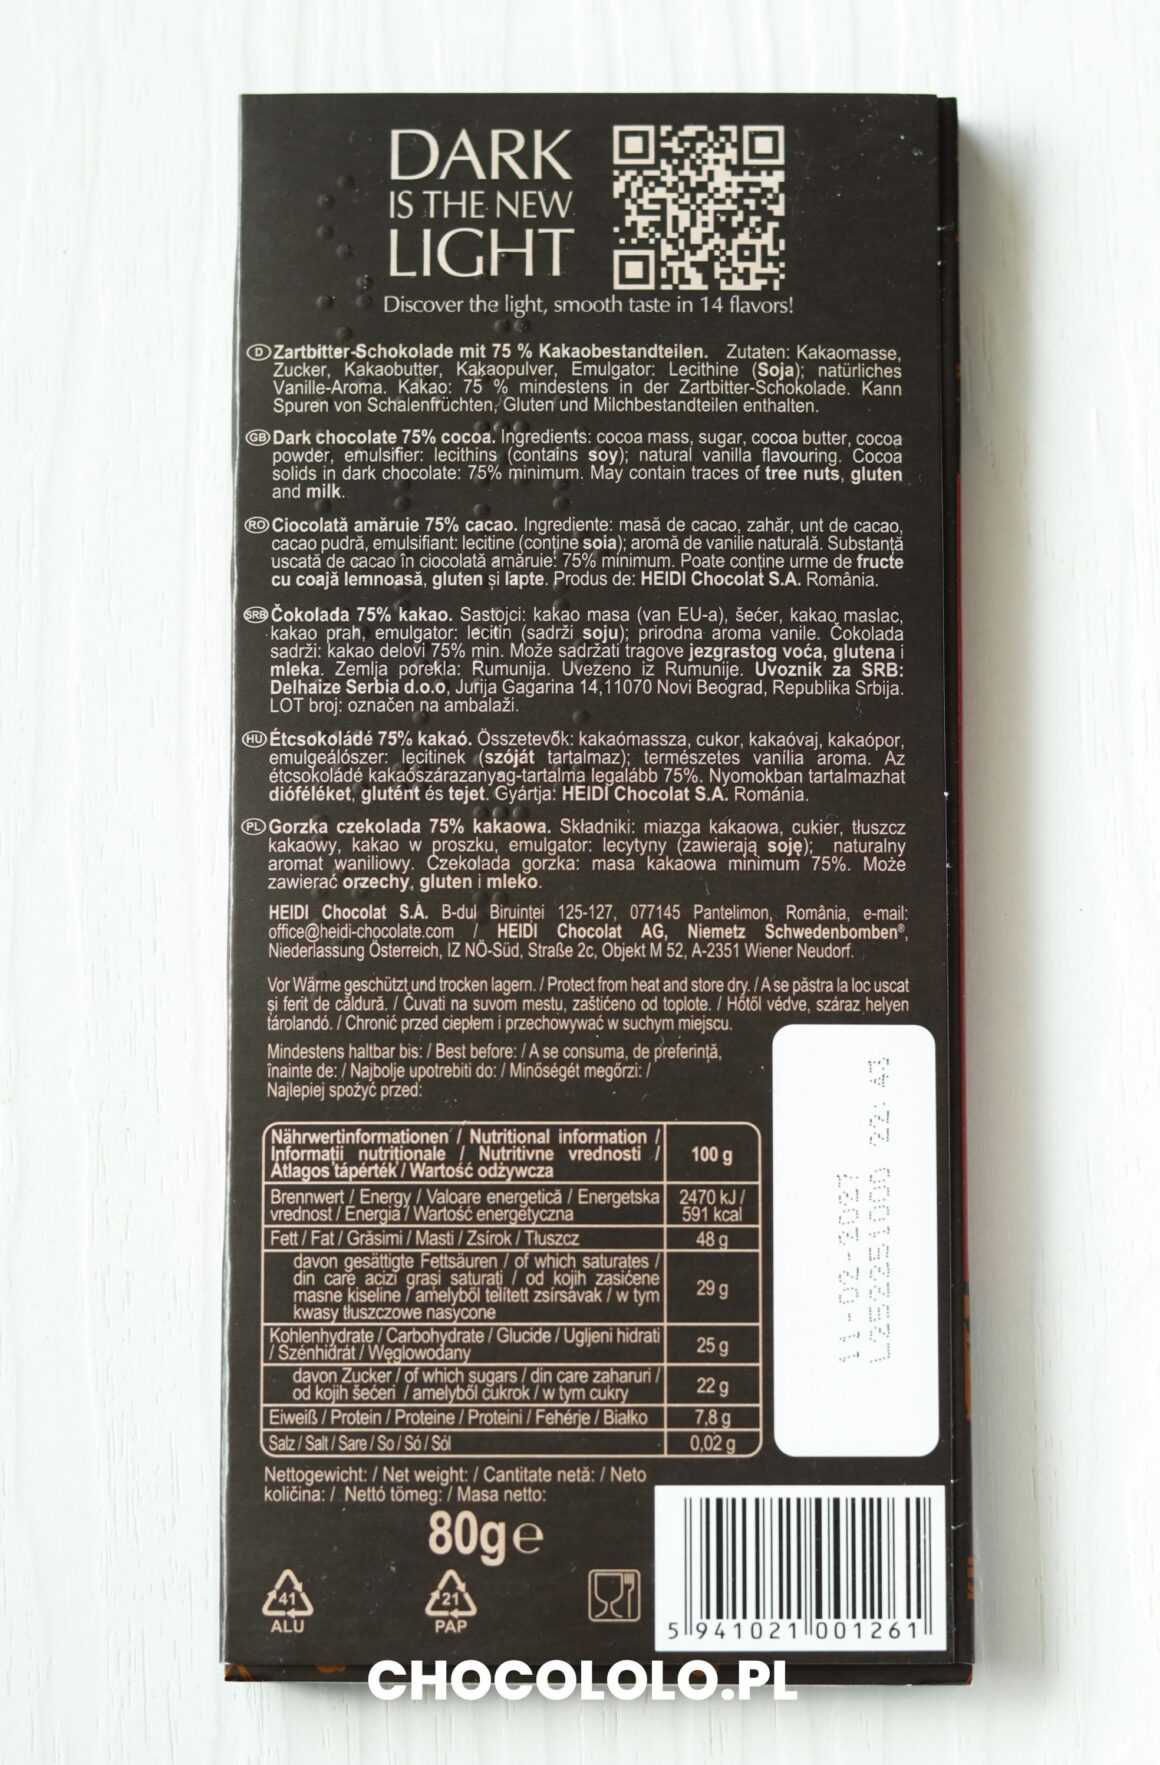 DARK
IS THE NEW
LIGHT
Discover the light, smooth taste in 14 flavors!
D Zartbitter-Schokolade mit 75 % Kakaobestandteilen. Zutaten: Kakaomasse,
Zucker, Kakaobutter, Kakaopulver, Emulgator: Lecithine (Soja); natürliches
Vanille-Aroma. Kakao: 75 % mindestens in der Zartbitter-Schokolade. Kann
Spuren von Schalenfrüchten, Gluten und Milchbestandteilen enthalten.
GB Dark chocolate 75% cocoa. Ingredients: cocoa mass, sugar, cocoa butter, cocoa
powder, emulsifier: lecithins (contains soy); natural vanilla flavouring. Cocoa
solids in dark chocolate: 75% minimum. May contain traces of tree nuts, gluten
and milk.
RO Ciocolată amăruie 75% cacao. Ingrediente: masă de cacao, zahăr, unt de cacao,
cacao pudră, emulsifiant: lecitine (conține soia); aromă de vanilie naturală. Substanță
uscată de cacao în ciocolată amăruie: 75% minimum. Poate conține urme de fructe
cu coajă lemnoasă, gluten și lapte. Produs de: HEIDI Chocolat S.A. România.
SRB Čokolada 75% kakao. Sastojci: kakao masa (van EU-a), šećer, kakao maslac,
kakao prah, emulgator: lecitin (sadrži soju); prirodna aroma vanile. Čokolada
sadrži: kakao delovi 75% min. Može sadržati tragove jezgrastog voća, glutena i
mleka. Zemlja porekla: Rumunija. Uvezeno iz Rumunije. Uvoznik za SRB:
Delhaize Serbia d.o.o, Jurija Gagarina 14,11070 Novi Beograd, Republika Srbija.
LOT broj: označen na ambalaži.
HU Étcsokoládé 75% kakaó. Összetevők: kakaómassza, cukor, kakaóvaj, kakaópor,
emulgeálószer: lecitinek (szóját tartalmaz); természetes vanília aroma. Az
étcsokoládé kakaószárazanyag-tartalma legalább 75%. Nyomokban tartalmazhat
dióféléket, glutént és tejet. Gyártja: HEIDI Chocolat S.A. Románia.
PL Gorzka czekolada 75% kakaowa. Składniki: miazga kakaowa, cukier, tłuszcz
kakaowy, kakao w proszku, emulgator: lecytyny (zawierają soję); naturalny
aromat waniliowy. Czekolada gorzka: masa kakaowa minimum 75%. Może
zawierać orzechy, gluten i mleko.
HEIDI Chocolat S.A. B-dul Biruinței 125-127, 077145 Pantelimon, România, e-mail:
office@heidi-chocolate.com / HEIDI Chocolat AG, Niemetz Schwedenbomben®,
Niederlassung Österreich, IZ NÖ-Süd, Straße 2c, Objekt M 52, A-2351 Wiener Neudorf.
Vor Wärme geschützt und trocken lagern. / Protect from heat and store dry. / A se păstra la loc uscat
și ferit de căldură. / Čuvati na suvom mestu, zaštićeno od toplote. / Hőtől védve, száraz helyen
tárolandó. / Chronić przed ciepłem i przechowywać w suchym miejscu.
Mindestens haltbar bis: / Best before: / A se consuma, de preferință,
înainte de: / Najbolje upotrebiti do: / Minőségét megőrzi: /
Najlepiej spożyć przed:
11-02-2027
Nährwertinformationen / Nutritional information /
Informații nutriționale / Nutritivne vrednosti /
Átlagos tápérték / Wartość odżywcza
100 g
Brennwert / Energy / Valoare energetică / Energetska
vrednost / Energia / Wartość energetyczna
2470 kJ /
591 kcal
Fett / Fat / Grăsimi / Masti / Zsírok / Tłuszcz 48 g
davon gesättigte Fettsäuren / of which saturates /
din care acizi grași saturați / od kojih zasićene
masne kiseline / amelyből telített zsírsavak / w tym
kwasy tłuszczowe nasycone
29 g
Kohlenhydrate / Carbohydrate / Glucide / Ugljeni hidrati
/ Szénhidrát / Węglowodany
25 g
davon Zucker / of which sugars / din care zaharuri /
od kojih šećeri / amelyből cukrok / w tym cukry
22 g
Eiweiß / Protein / Proteine / Proteini / Fehérje / Białko 7,8 g
Salz / Salt / Sare / So / Só / Sól 0,02 g
Nettogewicht: / Net weight: / Cantitate netă: / Neto
količina: / Nettó tömeg: / Masa netto:
80g e
41
ALU
21
PAP
5 941021 001261
CHOCOLOLO.PL